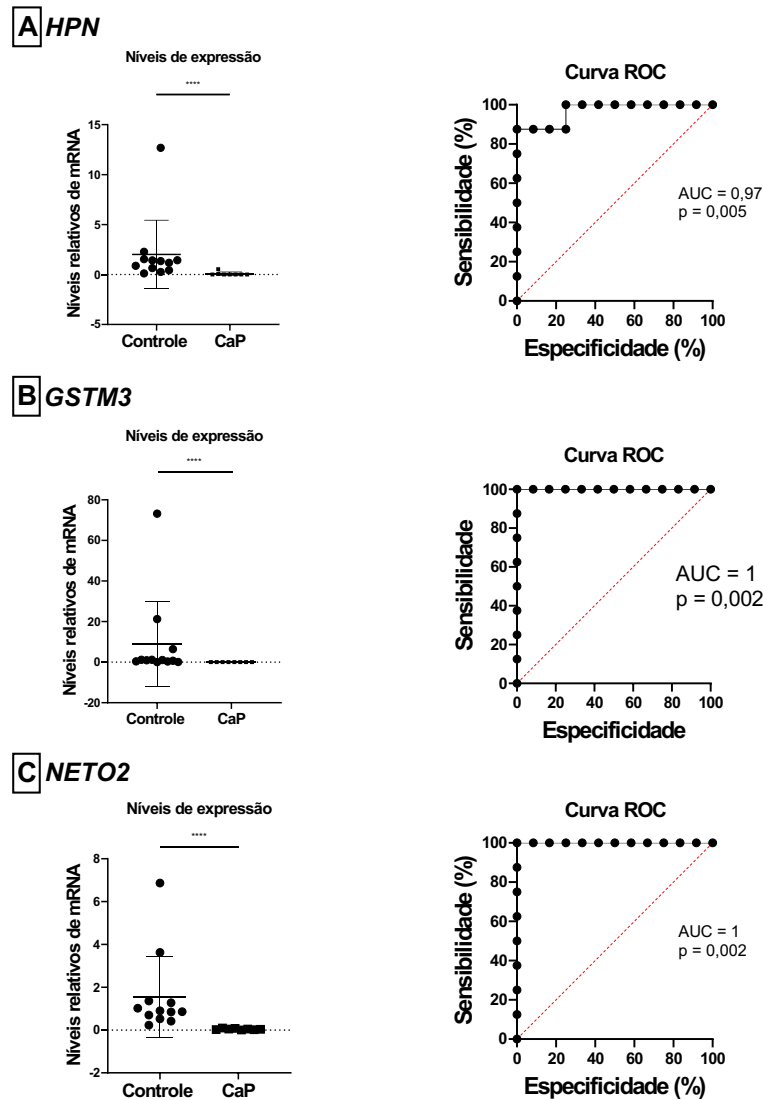 A HPN
Níveis de expressão
****
Níveis relativos de mRNA
15
10
5
0
-5
Controle CaP
Curva ROC
Sensibilidade (%)
100
80
60
40
20
0
0 20 40 60 80 100
Especificidade (%)
AUC = 0,97
p = 0,005
B GSTM3
Níveis de expressão
****
Níveis relativos de mRNA
80
60
40
20
0
-20
Controle CaP
Curva ROC
Sensibilidade
100
80
60
40
20
0
0 20 40 60 80 100
Especificidade
AUC = 1
p = 0,002
C NETO2
Níveis de expressão
****
Níveis relativos de mRNA
8
6
4
2
0
-2
Controle CaP
Curva ROC
Sensibilidade (%)
100
80
60
40
20
0
0 20 40 60 80 100
Especificidade (%)
AUC = 1
p = 0,002